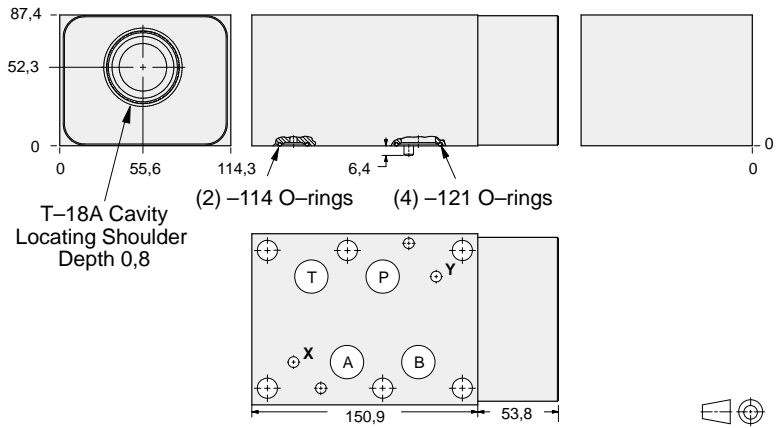 87,4
52,3
0
0
55,6
114,3
T–18A Cavity
Locating Shoulder
Depth 0,8
6,4
(2) –114 O–rings
(4) –121 O–rings
0
0
T
P
Y
X
A
B
150,9
53,8